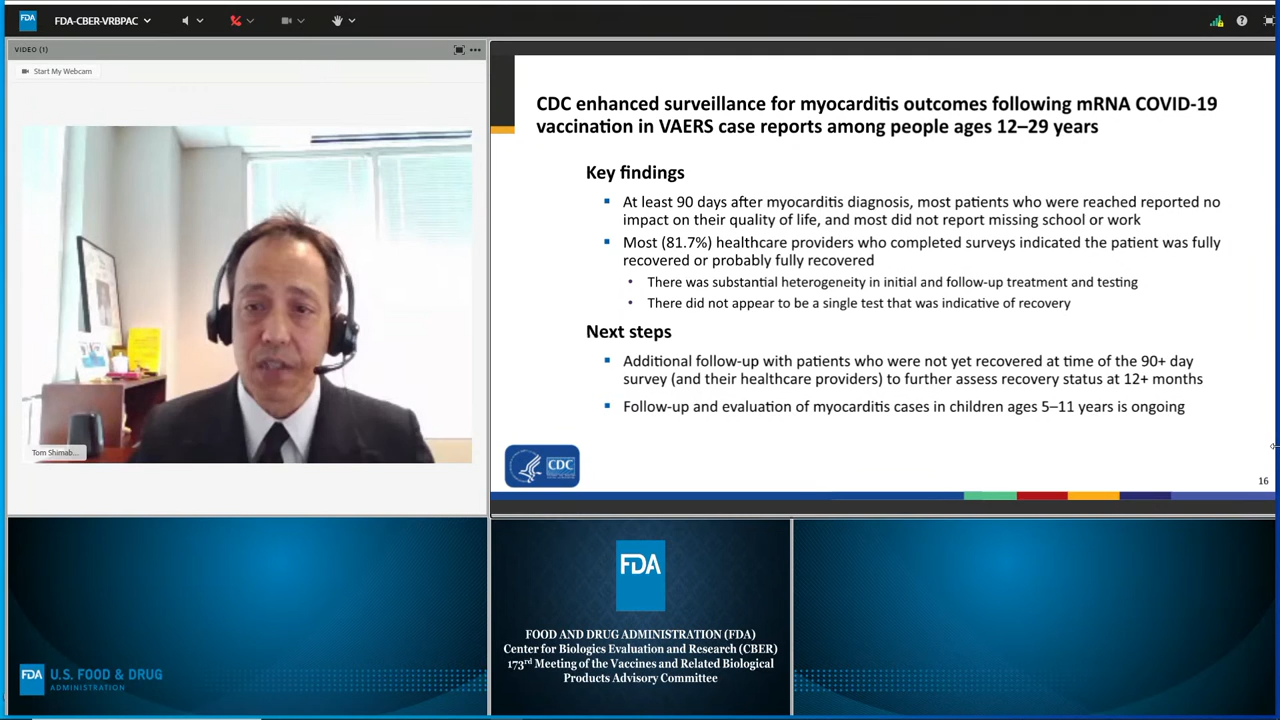 FDA
FDA-CBER-VRBPAC
VIDEO (1)
Start My Webcam
Tom Shimab...
CDC enhanced surveillance for myocarditis outcomes following mRNA COVID-19
vaccination in VAERS case reports among people ages 12–29 years
Key findings
▪ At least 90 days after myocarditis diagnosis, most patients who were reached reported no
impact on their quality of life, and most did not report missing school or work
▪ Most (81.7%) healthcare providers who completed surveys indicated the patient was fully
recovered or probably fully recovered
• There was substantial heterogeneity in initial and follow-up treatment and testing
• There did not appear to be a single test that was indicative of recovery
Next steps
▪ Additional follow-up with patients who were not yet recovered at time of the 90+ day
survey (and their healthcare providers) to further assess recovery status at 12+ months
▪ Follow-up and evaluation of myocarditis cases in children ages 5–11 years is ongoing
CDC
16
FDA U.S. FOOD & DRUG
ADMINISTRATION
FDA
FOOD AND DRUG ADMINISTRATION (FDA)
Center for Biologics Evaluation and Research (CBER)
173rd Meeting of the Vaccines and Related Biological
Products Advisory Committee